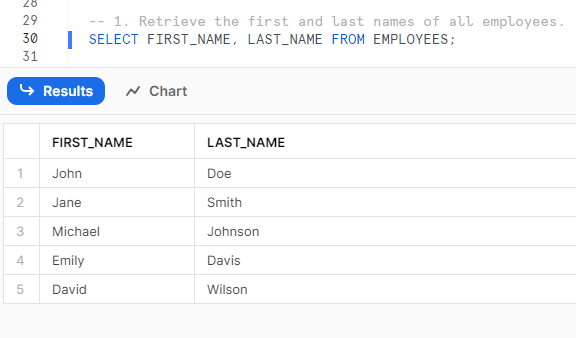 28
29 -- 1. Retrieve the first and last names of all employees.
30 SELECT FIRST_NAME, LAST_NAME FROM EMPLOYEES;
31
Results Chart
FIRST_NAME LAST_NAME
1 John Doe
2 Jane Smith
3 Michael Johnson
4 Emily Davis
5 David Wilson